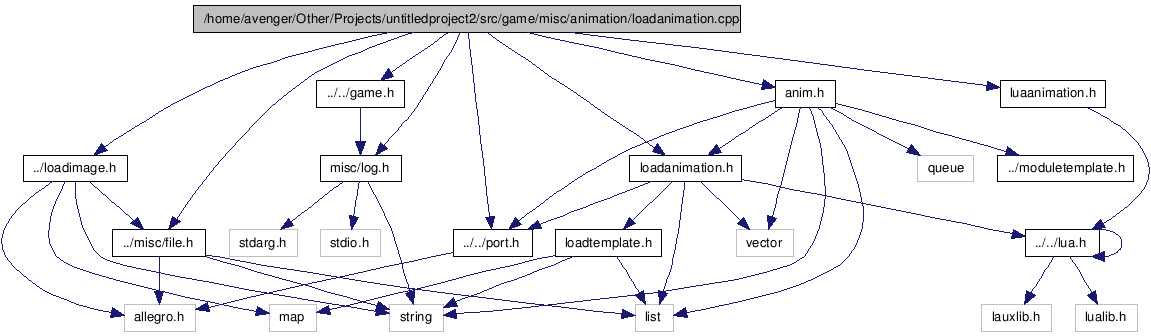 /home/avenger/Other/Projects/untitledproject2/src/game/misc/animation/loadanimation.cpp
../../game.h
anim.h
luaanimation.h
../loadimage.h
misc/log.h
loadanimation.h
queue
../moduletemplate.h
../misc/file.h
stdarg.h
stdio.h
../../port.h
loadtemplate.h
vector
../../lua.h
allegro.h
map
string
list
lauxlib.h
lualib.h